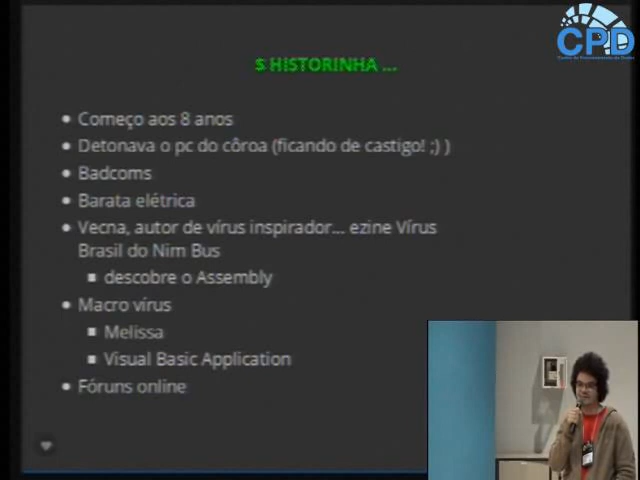 CPD
$ HISTORINHA ...
Começo aos 8 anos
Detonava o pc do côroa (ficando de castigo! ;) )
Badcoms
Barata elétrica
Vecna, autor de vírus inspirador... ezine Vírus
Brasil do Nim Bus
descobre o Assembly
Macro vírus
Melissa
Visual Basic Application
Fóruns online